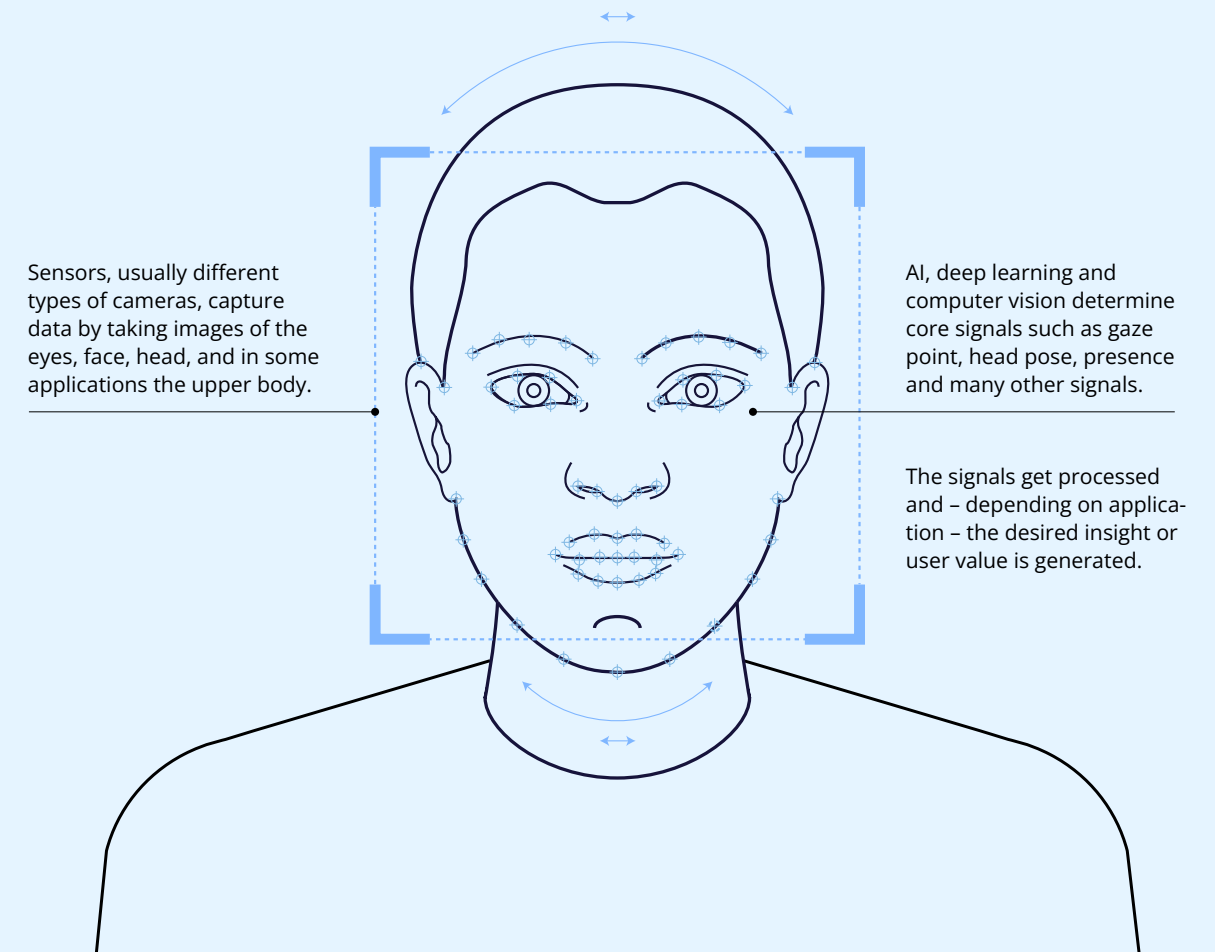 Sensors, usually different
types of cameras, capture
data by taking images of the
eyes, face, head, and in some
applications the upper body.
AI, deep learning and
computer vision determine
core signals such as gaze
point, head pose, presence
and many other signals.
The signals get processed
and – depending on applica-
tion – the desired insight or
user value is generated.